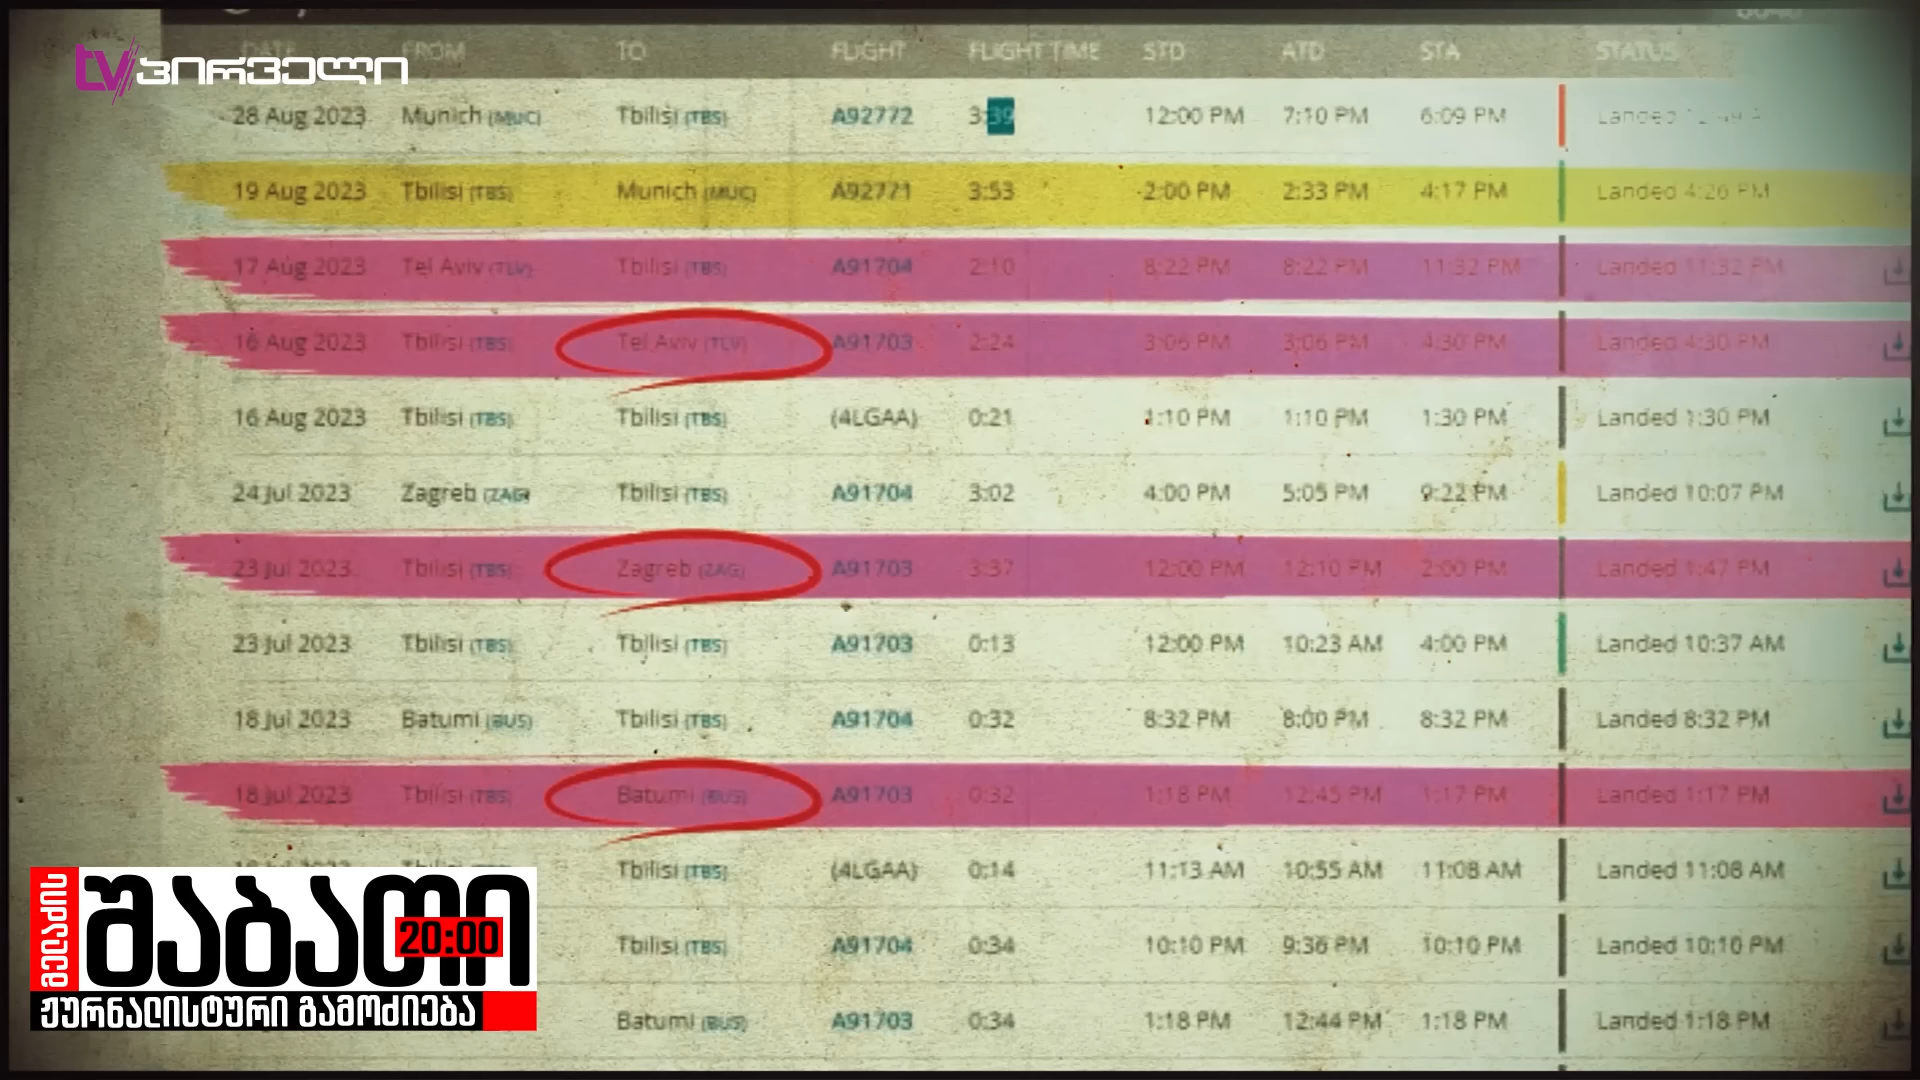 DATE FROM TO FLIGHT FLIGHT TIME STD ATD STA STATUS
tv პირველი
28 Aug 2023 Munich (MUC) Tbilisi (TBS) A92772 3:39 12:00 PM 7:10 PM 6:09 PM Landed
19 Aug 2023 Tbilisi (TBS) Munich (MUC) A92771 3:53 2:00 PM 2:33 PM 4:17 PM Landed 4:26 PM
17 Aug 2023 Tel Aviv (TLV) Tbilisi (TBS) A91704 2:10 8:22 PM 8:22 PM 11:32 PM Landed 11:32 PM
16 Aug 2023 Tbilisi (TBS) Tel Aviv (TLV) A91703 2:24 3:06 PM 3:06 PM 4:30 PM Landed 4:30 PM
16 Aug 2023 Tbilisi (TBS) Tbilisi (TBS) (4LGAA) 0:21 1:10 PM 1:10 PM 1:30 PM Landed 1:30 PM
24 Jul 2023 Zagreb (ZAG) Tbilisi (TBS) A91704 3:02 4:00 PM 5:05 PM 9:22 PM Landed 10:07 PM
23 Jul 2023 Tbilisi (TBS) Zagreb (ZAG) A91703 3:37 12:00 PM 12:10 PM 2:00 PM Landed 1:47 PM
23 Jul 2023 Tbilisi (TBS) Tbilisi (TBS) A91703 0:13 12:00 PM 10:23 AM 4:00 PM Landed 10:37 AM
18 Jul 2023 Batumi (BUS) Tbilisi (TBS) A91704 0:32 8:32 PM 8:00 PM 8:32 PM Landed 8:32 PM
18 Jul 2023 Tbilisi (TBS) Batumi (BUS) A91703 0:32 1:18 PM 12:45 PM 1:17 PM Landed 1:17 PM
Tbilisi (TBS) (4LGAA) 0:14 11:13 AM 10:55 AM 11:08 AM Landed 11:08 AM
Tbilisi (TBS) A91704 0:34 10:10 PM 9:36 PM 10:10 PM Landed 10:10 PM
Batumi (BUS) A91703 0:34 1:18 PM 12:44 PM 1:18 PM Landed 1:18 PM
მელაძის
შაბათი
20:00
ჟურნალისტური გამოძიება